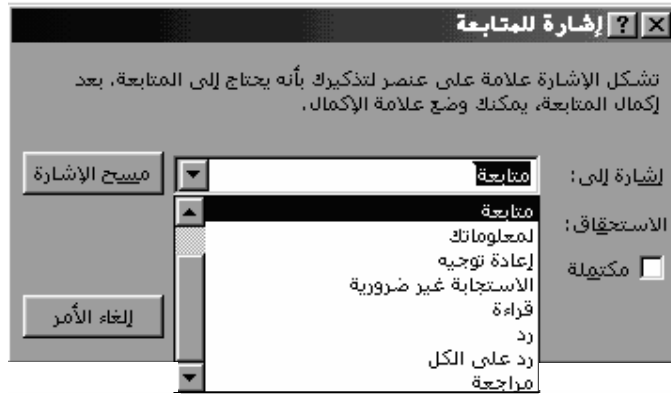 إشارة للمتابعة
تشكل الإشارة علامة على عنصر لتذكيرك بأنه يحتاج إلى المتابعة. بعد
إكمال المتابعة، يمكنك وضع علامة الإكمال.
إشارة إلى: متابعة مسح الإشارة
متابعة
الاستحقاق:
لمعلوماتك
إعادة توجيه
مكتملة
الاستجابة غير ضرورية
قراءة
إلغاء الأمر
رد
رد على الكل
مراجعة